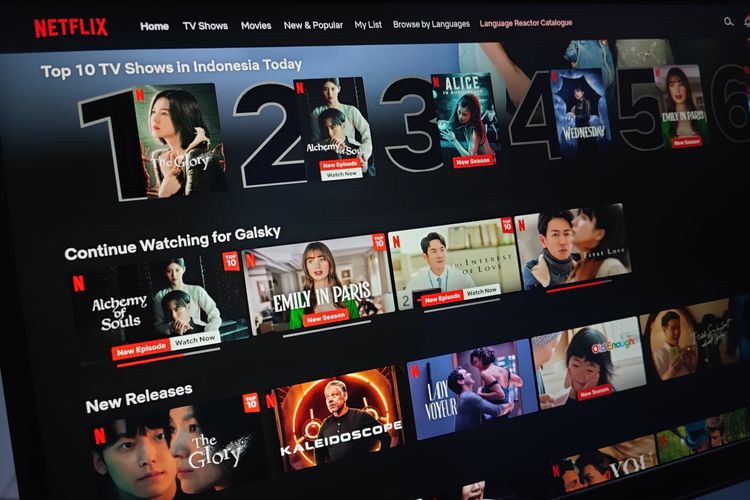 NETFLIX
Home TV Shows Movies New & Popular My List Browse by Languages Language Reactor Catalogue
Top 10 TV Shows in Indonesia Today
1 2 3 4 5 6
The Glory
Alchemy of Souls
New Episode
Watch Now
ALICE
IN BORDERLAND
New Season
WEDNESDAY
EMILY IN PARIS
New Season
Continue Watching for Galsky
TOP 10
Alchemy
of
Souls
New Episode Watch Now
TOP 10
EMILY IN PARIS
New Season
TOP 10
THE INTEREST
OF LOVE
New Episode Watch Now
First Love
New Releases
TOP 10
The
Glory
KALEIDOSCOPE
LADY
VOYEUR
Old Enough!
New Season
YOU